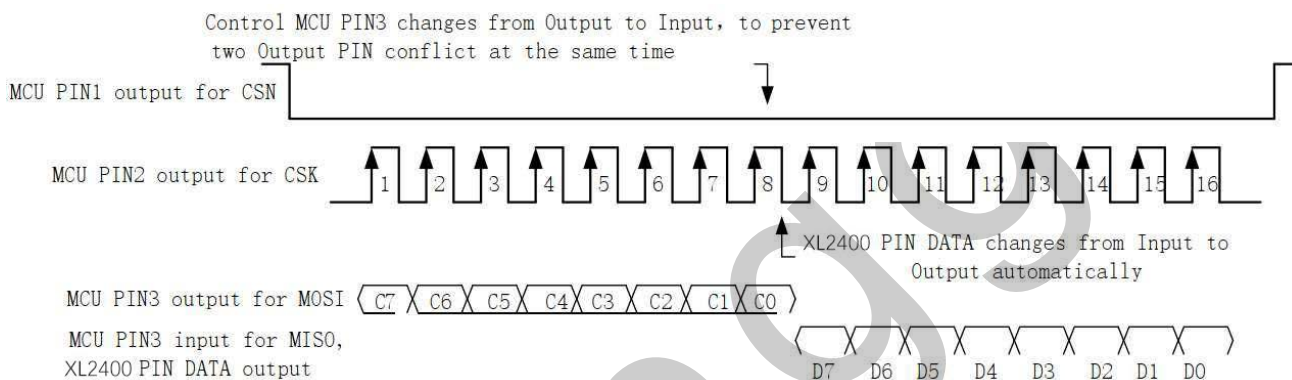 Control MCU PIN3 changes from Output to Input, to prevent
two Output PIN conflict at the same time
MCU PIN1 output for CSN
MCU PIN2 output for CSK
1 2 3 4 5 6 7 8 9 10 11 12 13 14 15 16
XL2400 PIN DATA changes from Input to
Output automatically
MCU PIN3 output for MOSI C7 C6 C5 C4 C3 C2 C1 C0
MCU PIN3 input for MISO,
XL2400 PIN DATA output D7 D6 D5 D4 D3 D2 D1 D0